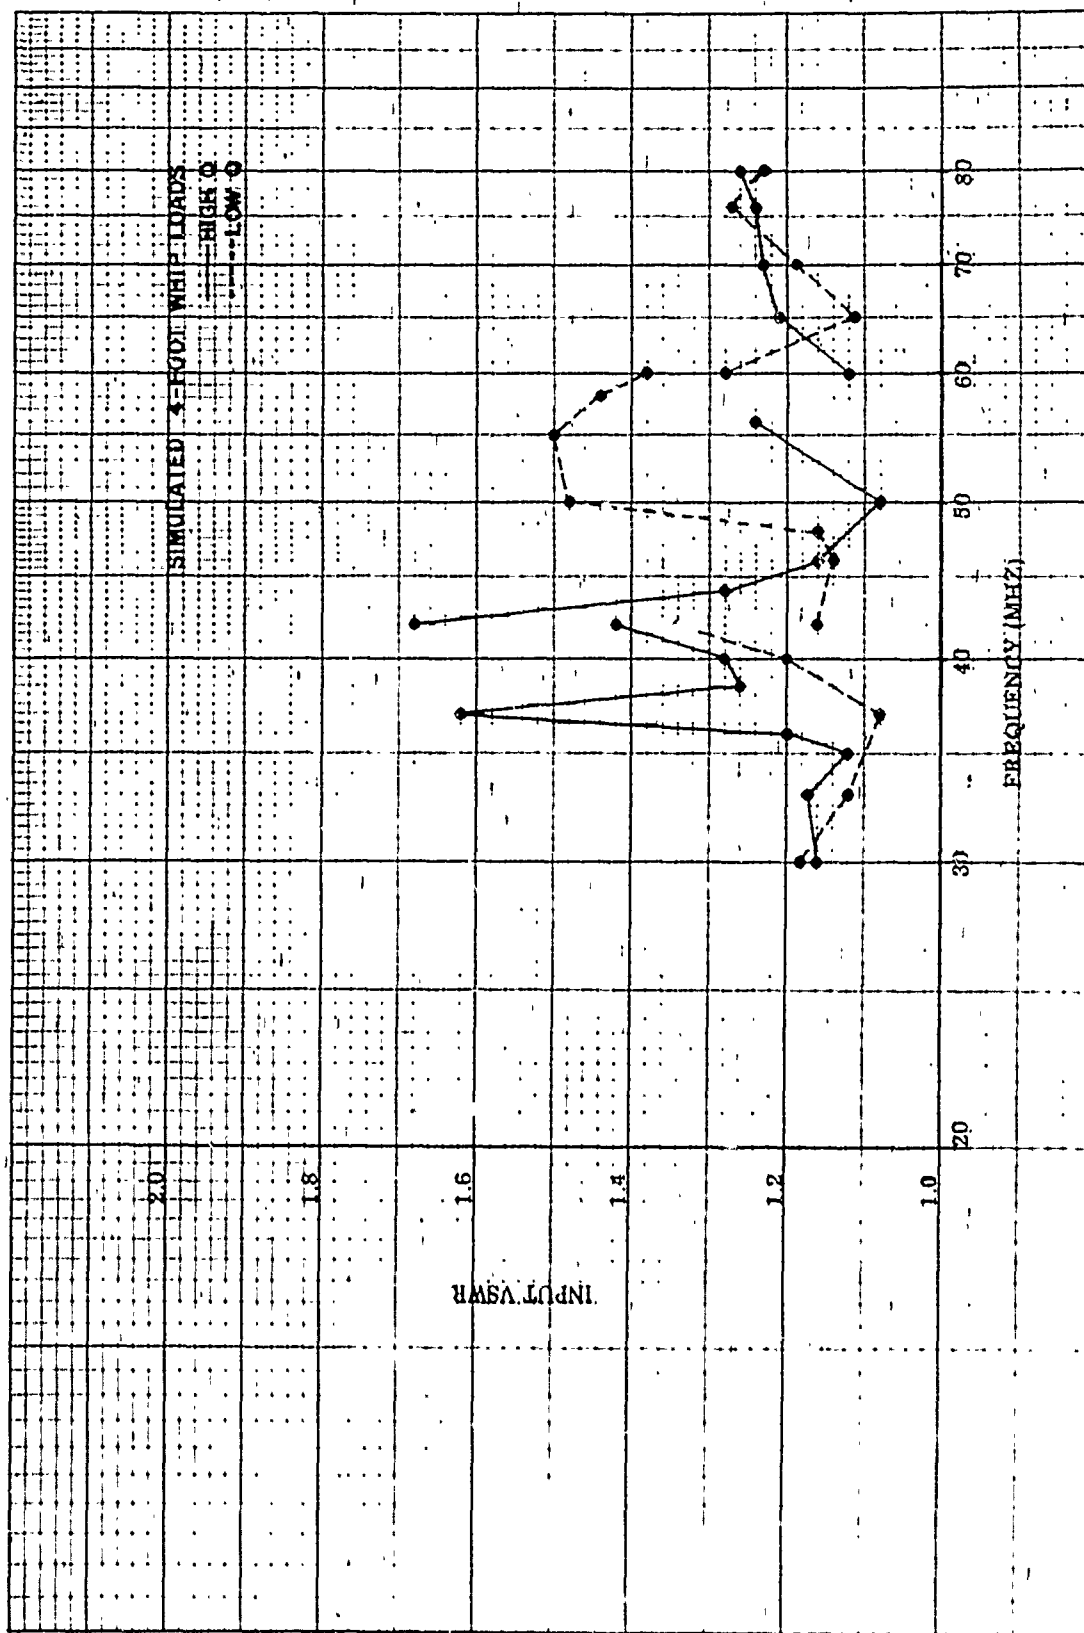 SIMULATED 4-FOOT WHIP LOADS
HIGH Q
LOW Q
INPUT VSWR
2.0
1.8
1.6
1.4
1.2
1.0
20
30
40
50
60
70
80
FREQUENCY (MHZ)